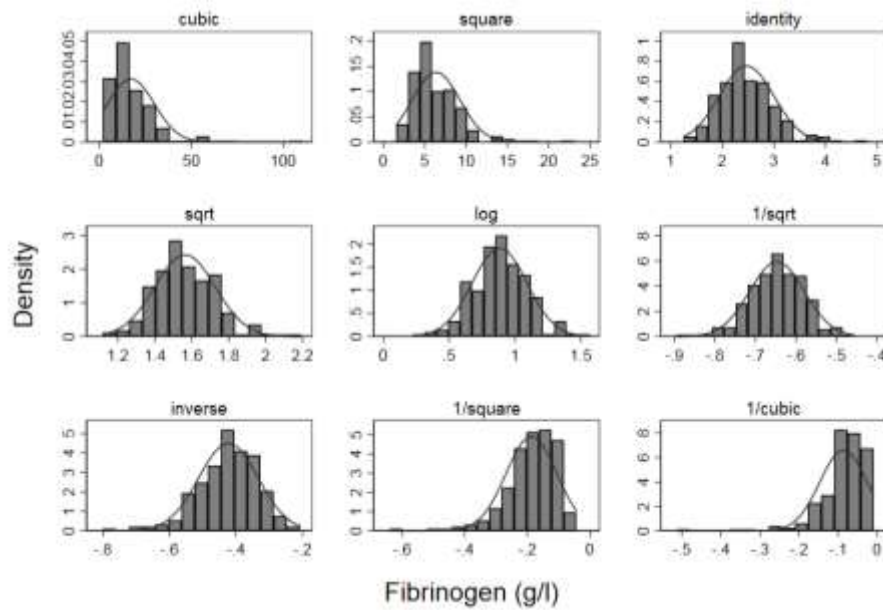 cubic
0 .01.02.03.04.05
0 50 100
square
0 .05 .1 .15 .2
0 5 10 15 20 25
identity
0 .2 .4 .6 .8 1
1 2 3 4 5
Density
sqrt
0 1 2 3
1.2 1.4 1.6 1.8 2 2.2
log
0 .5 1 1.5 2
0 .5 1 1.5
1/sqrt
0 2 4 6 8
-.9 -.8 -.7 -.6 -.5 -.4
inverse
0 1 2 3 4 5
-.8 -.6 -.4 -.2
1/square
0 1 2 3 4 5
-.6 -.4 -.2 0
1/cubic
0 2 4 6 8
-.5 -.4 -.3 -.2 -.1 0
Fibrinogen (g/l)